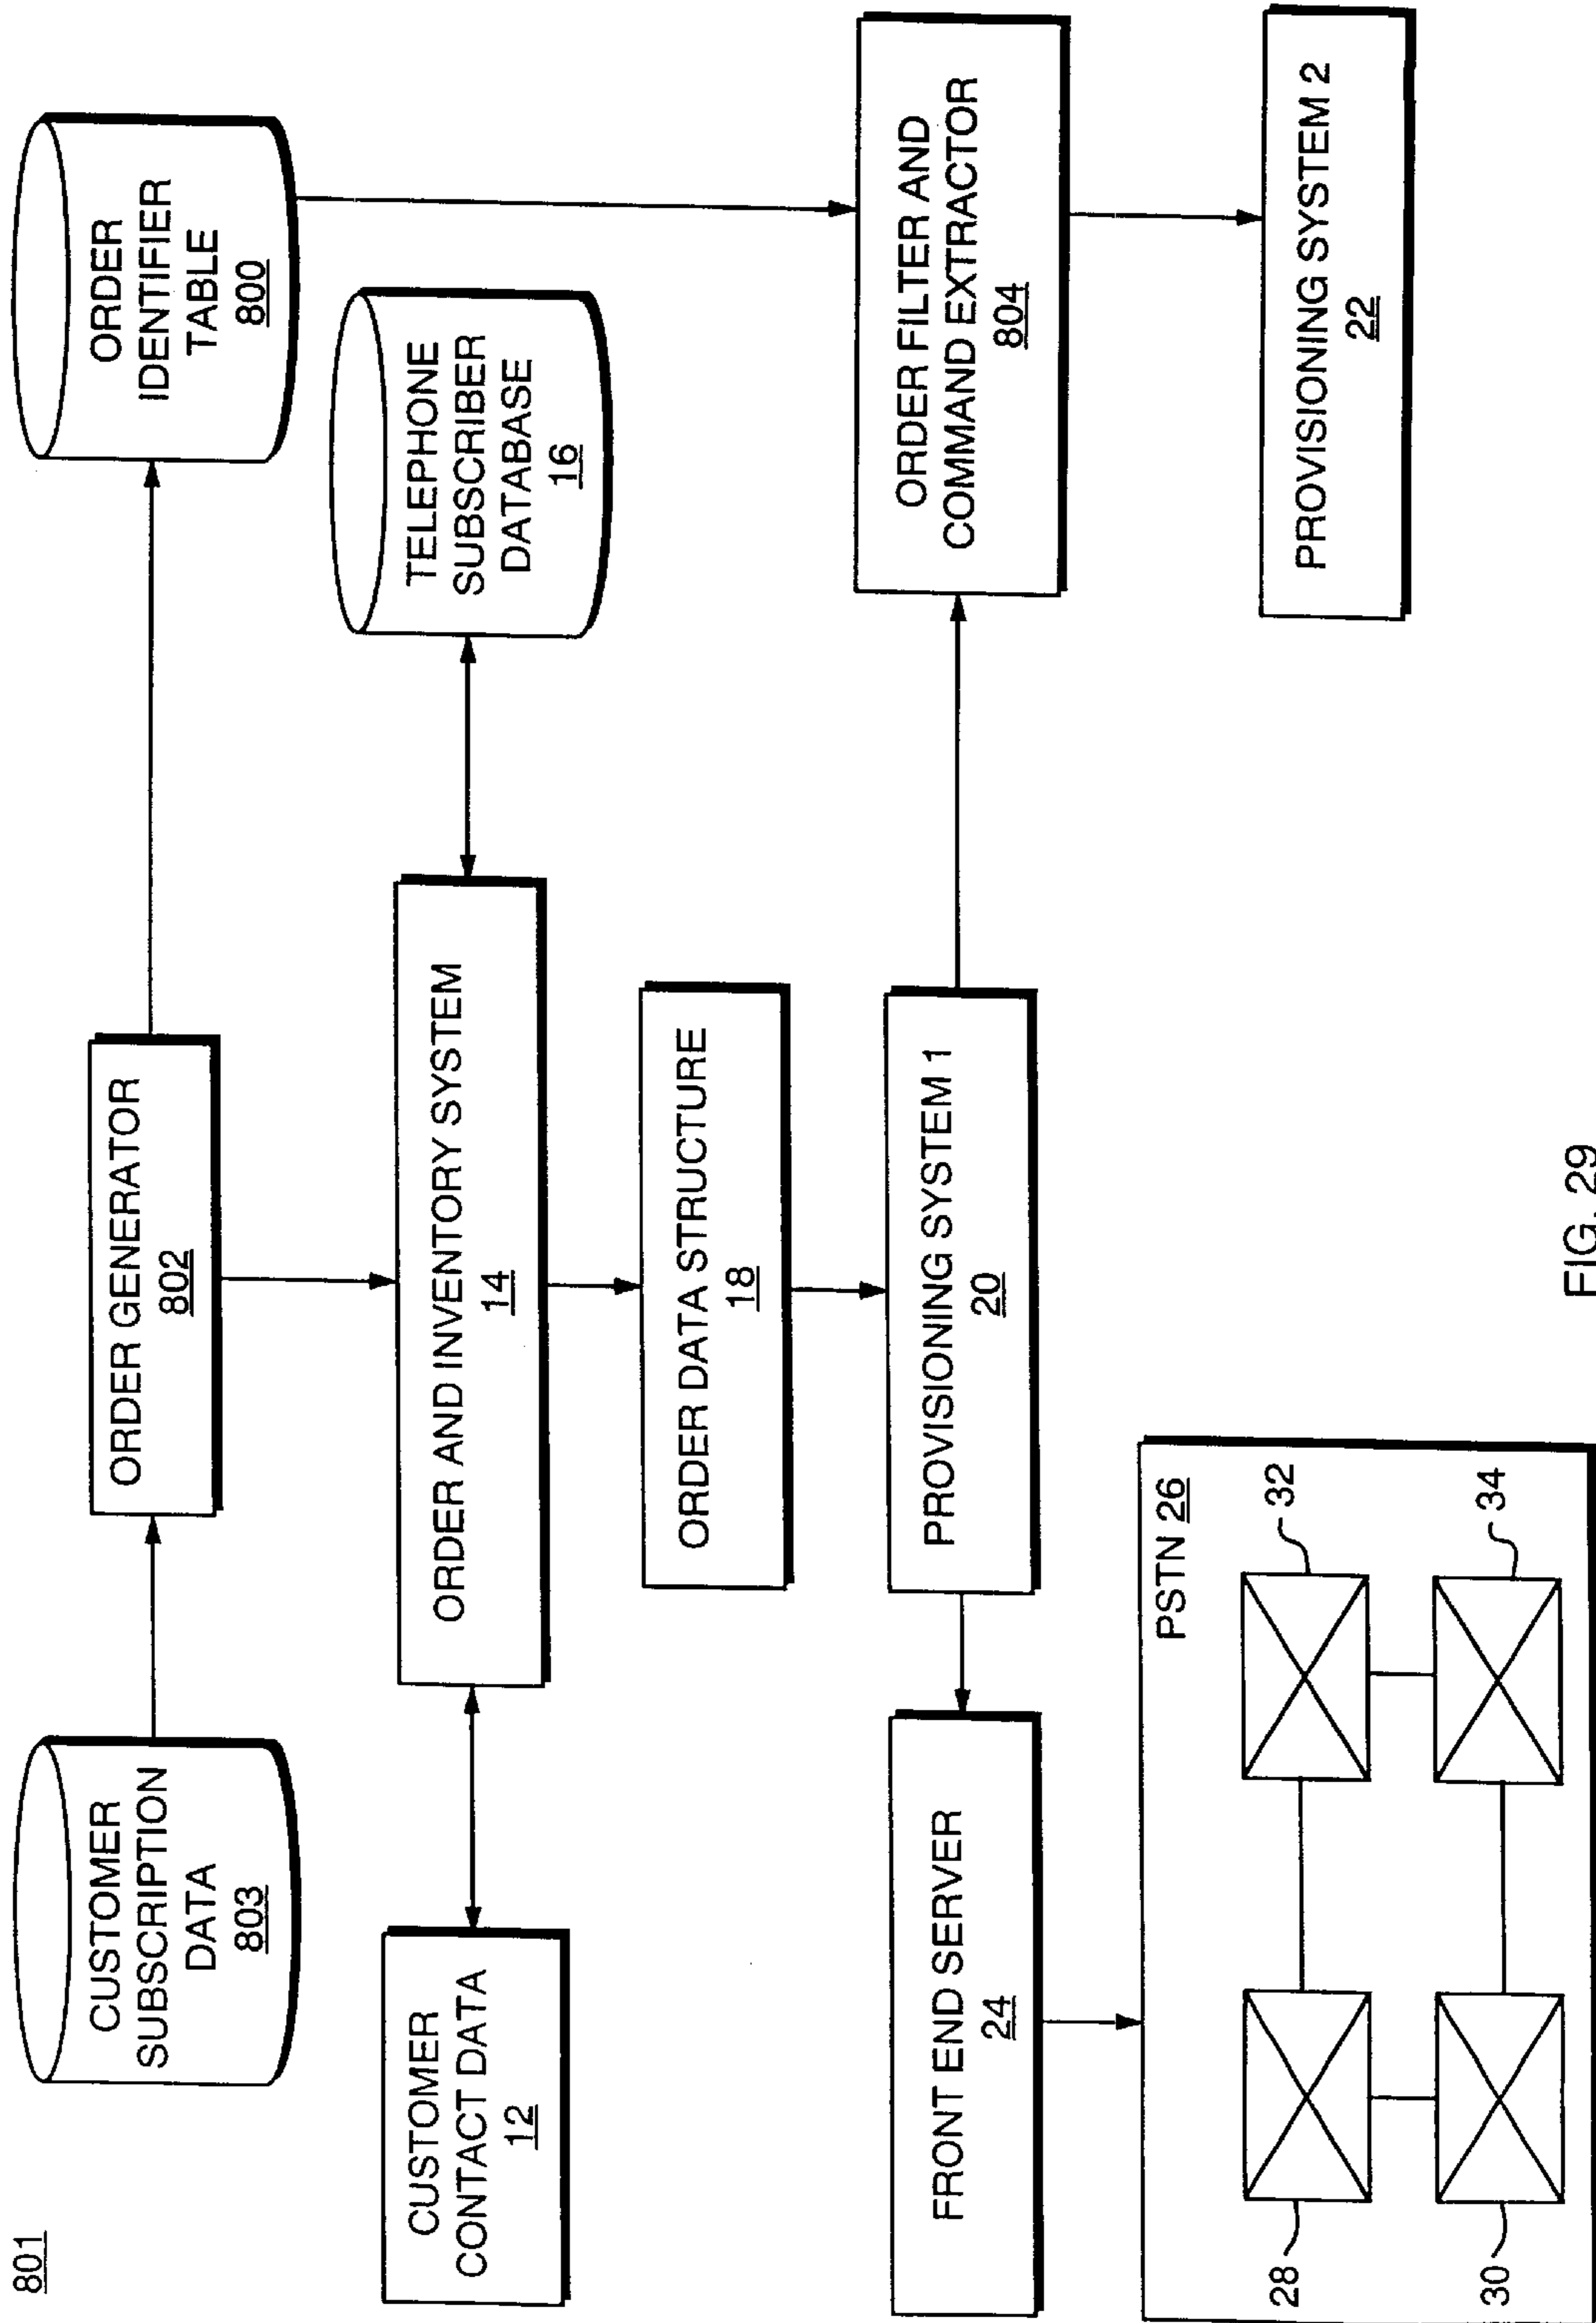 801
CUSTOMER
SUBSCRIPTION
DATA
803
ORDER GENERATOR
802
ORDER
IDENTIFIER
TABLE
800
CUSTOMER
CONTACT DATA
12
ORDER AND INVENTORY SYSTEM
14
TELEPHONE
SUBSCRIBER
DATABASE
16
ORDER DATA STRUCTURE
18
FRONT END SERVER
24
PROVISIONING SYSTEM 1
20
ORDER FILTER AND
COMMAND EXTRACTOR
804
PSTN 26
28
32
30
34
PROVISIONING SYSTEM 2
22
FIG. 29